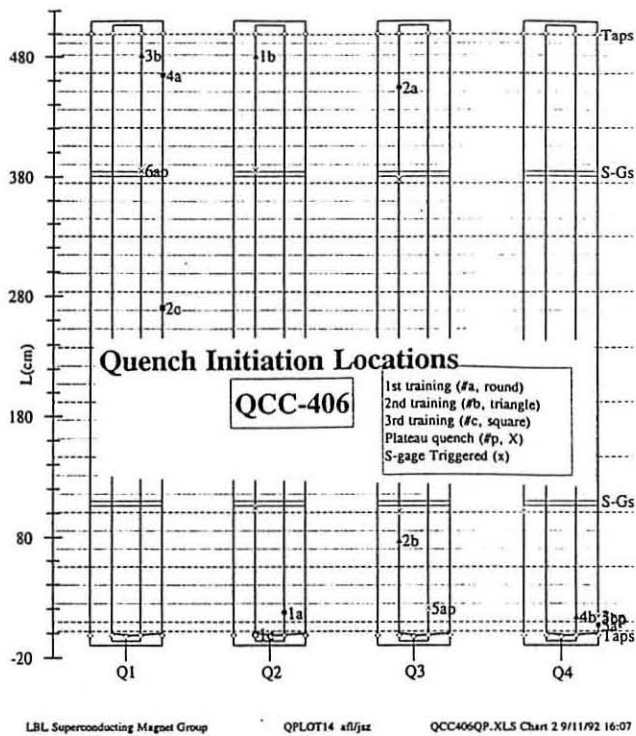 Taps
480
3b
1b
4a
2a
6ap
S-Gs
380
280
2c
L(cm)
Quench Initiation Locations
QCC-406
1st training (#a, round)
2nd training (#b, triangle)
3rd training (#c, square)
Plateau quench (#p, X)
S-gage Triggered (x)
180
S-Gs
80
2b
1a
5ap
4b
3bp
Taps
-20
Q1
Q2
Q3
Q4
LBL Superconducting Magnet Group
QPLOT14 afl/jsz
QCC406QP.XLS Chart 2 9/11/92 16:07